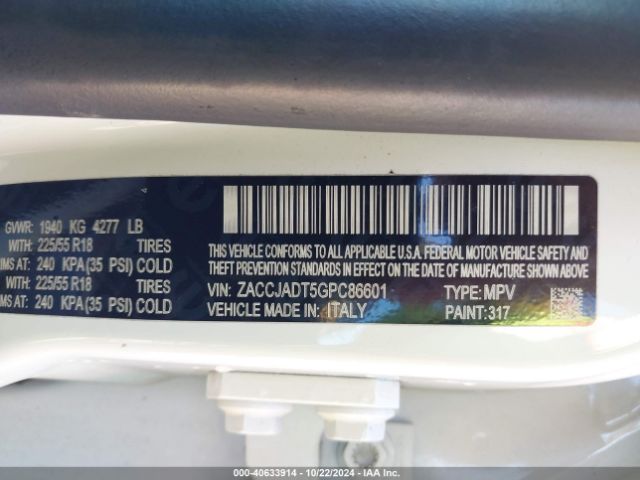 4
GVWR: 1940 KG 4277 LB
WITH: 225/55 R18 TIRES
IMS AT: 240 KPA(35 PSI) COLD
WITH: 225/55 R18 TIRES
MS AT: 240 KPA(35 PSI) COLD
THIS VEHICLE CONFORMS TO ALL APPLICABLE U.S.A. FEDERAL MOTOR VEHICLE SAFETY
AND THEFT PREVENTION STANDARDS IN EFFECT ON THE DATE OF MANUFACTURE SHOWN ABOVE
VIN: ZACCJADT5GPC86601 TYPE: MPV
VEHICLE MADE IN: ITALY PAINT: 317
000-40633914 | 10/22/2024 | IAA Inc.